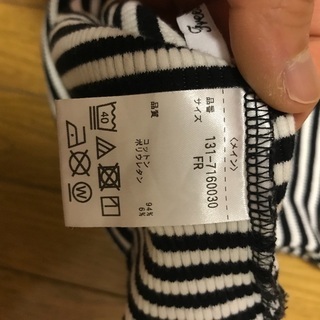 〈メイン〉
品番 131-7160030
サイズ FR
品質
コットン 94%
ポリウレタン 6%
40
W